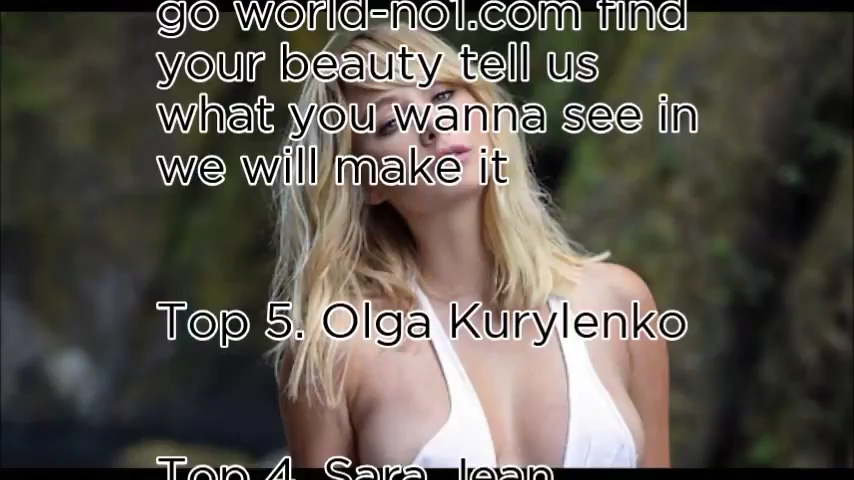 go world-no1.com find
your beauty tell us
what you wanna see in
we will make it
Top 5. Olga Kurylenko
Top 4. Sara Jean